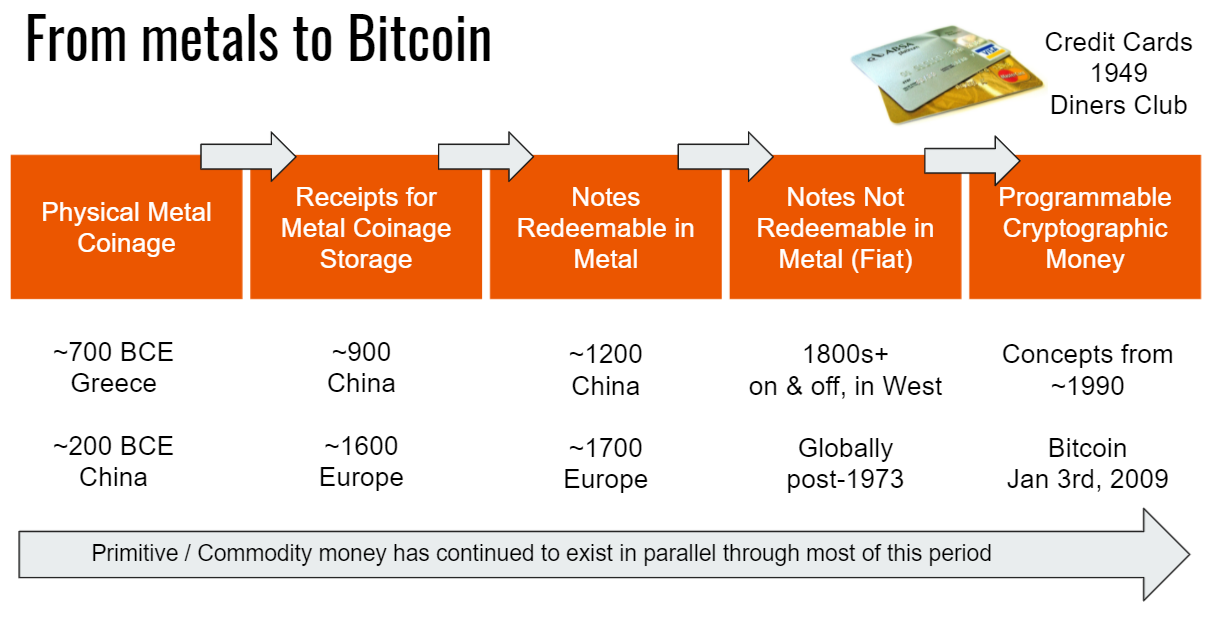 From metals to Bitcoin
Credit Cards
1949
Diners Club
ABSA
VISA
Physical Metal
Coinage
Receipts for
Metal Coinage
Storage
Notes
Redeemable in
Metal
Notes Not
Redeemable in
Metal (Fiat)
Programmable
Cryptographic
Money
~700 BCE
Greece
~200 BCE
China
~900
China
~1600
Europe
~1200
China
~1700
Europe
1800s+
on & off, in West
Globally
post-1973
Concepts from
~1990
Bitcoin
Jan 3rd, 2009
Primitive / Commodity money has continued to exist in parallel through most of this period